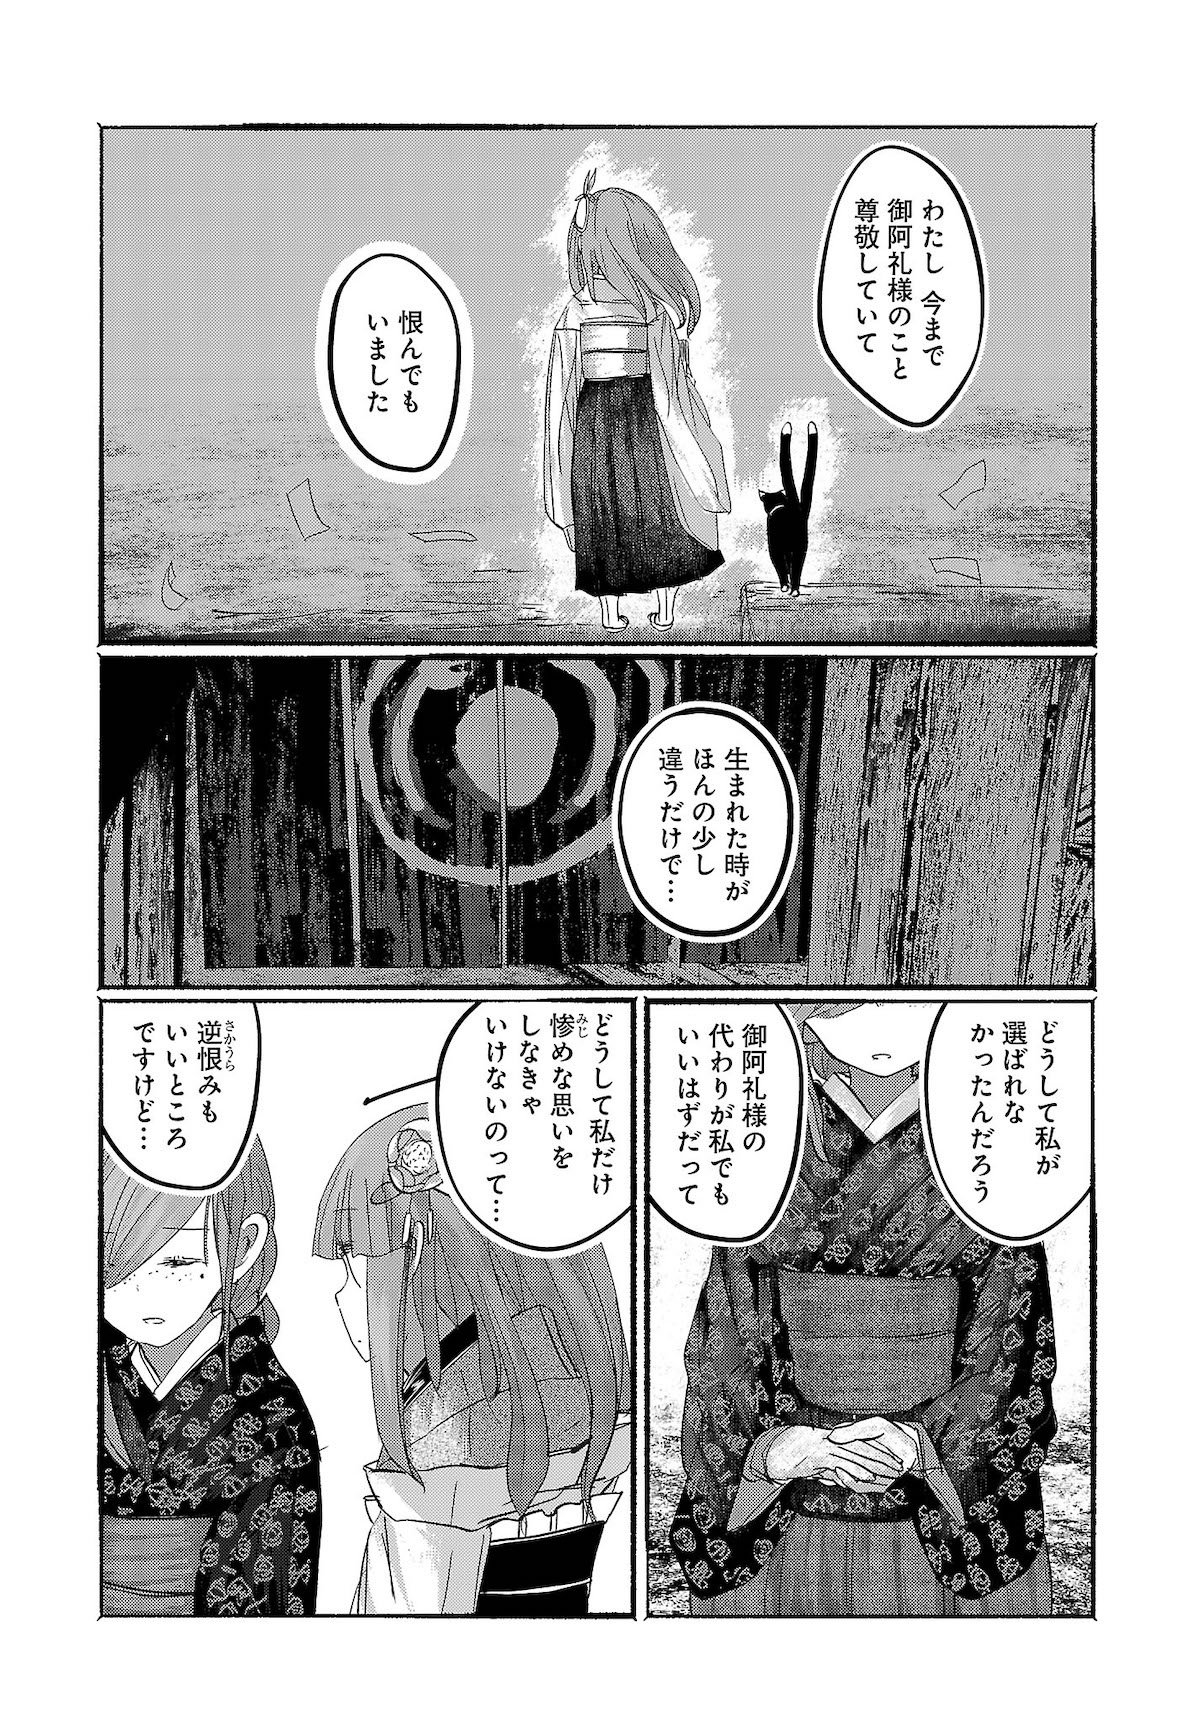 わたし 今まで
御阿礼様のこと
尊敬していて
恨んでも
いました
生まれた時が
ほんの少し
違うだけで…
どうして私が
選ばれな
かったんだろう
御阿礼様の
代わりが私でも
いいはずだって
どうして私だけ
惨めな思いを
みじ
しなきゃ
いけないのって…
逆恨みも
さかうら
いいところ
ですけど…